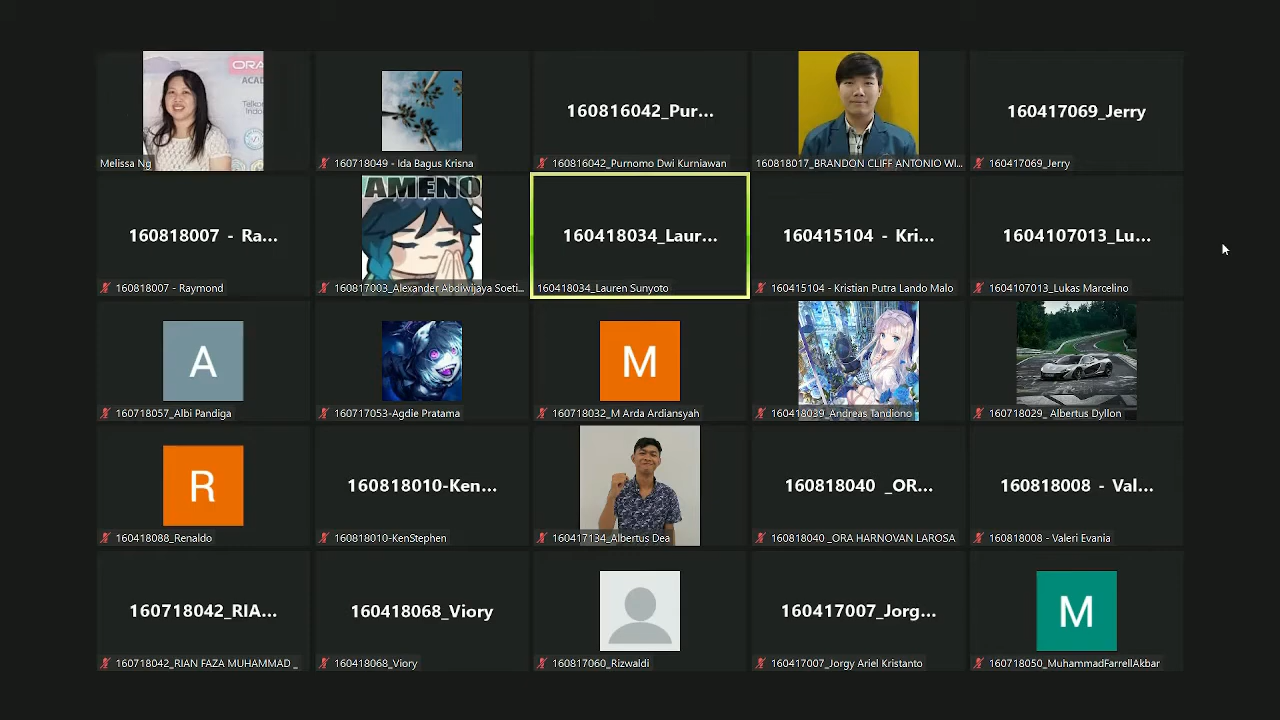 ORA
ACAD
Telkom
Indo
Melissa Ng
160718049 - Ida Bagus Krisna
160816042_Pur...
160816042_Purnomo Dwi Kurniawan
160818017_BRANDON CLIFF ANTONIO WI...
160417069_Jerry
160417069_Jerry
160818007 - Ra...
160818007 - Raymond
AMENO
160817003_Alexander Abdiwijaya Soeti...
160418034_Laur...
160418034_Lauren Sunyoto
160415104 - Kri...
160415104 - Kristian Putra Lando Malo
1604107013_Lu...
1604107013_Lukas Marcelino
A
160718057_Albi Pandiga
160717053-Agdie Pratama
M
160718032_M Arda Ardiansyah
160418039_Andreas Tandiono
160718029_ Albertus Dyllon
R
160418088_Renaldo
160818010-Ken...
160818010-KenStephen
160417134_Albertus Dea
160818040 _OR...
160818040 _ORA HARNOVAN LAROSA
160818008 - Val...
160818008 - Valeri Evania
160718042_RIA...
160718042_RIAN FAZA MUHAMMAD _
160418068_Viory
160418068_Viory
160817060_Rizwaldi
160417007_Jorg...
160417007_Jorgy Ariel Kristanto
M
160718050_MuhammadFarrellAkbar